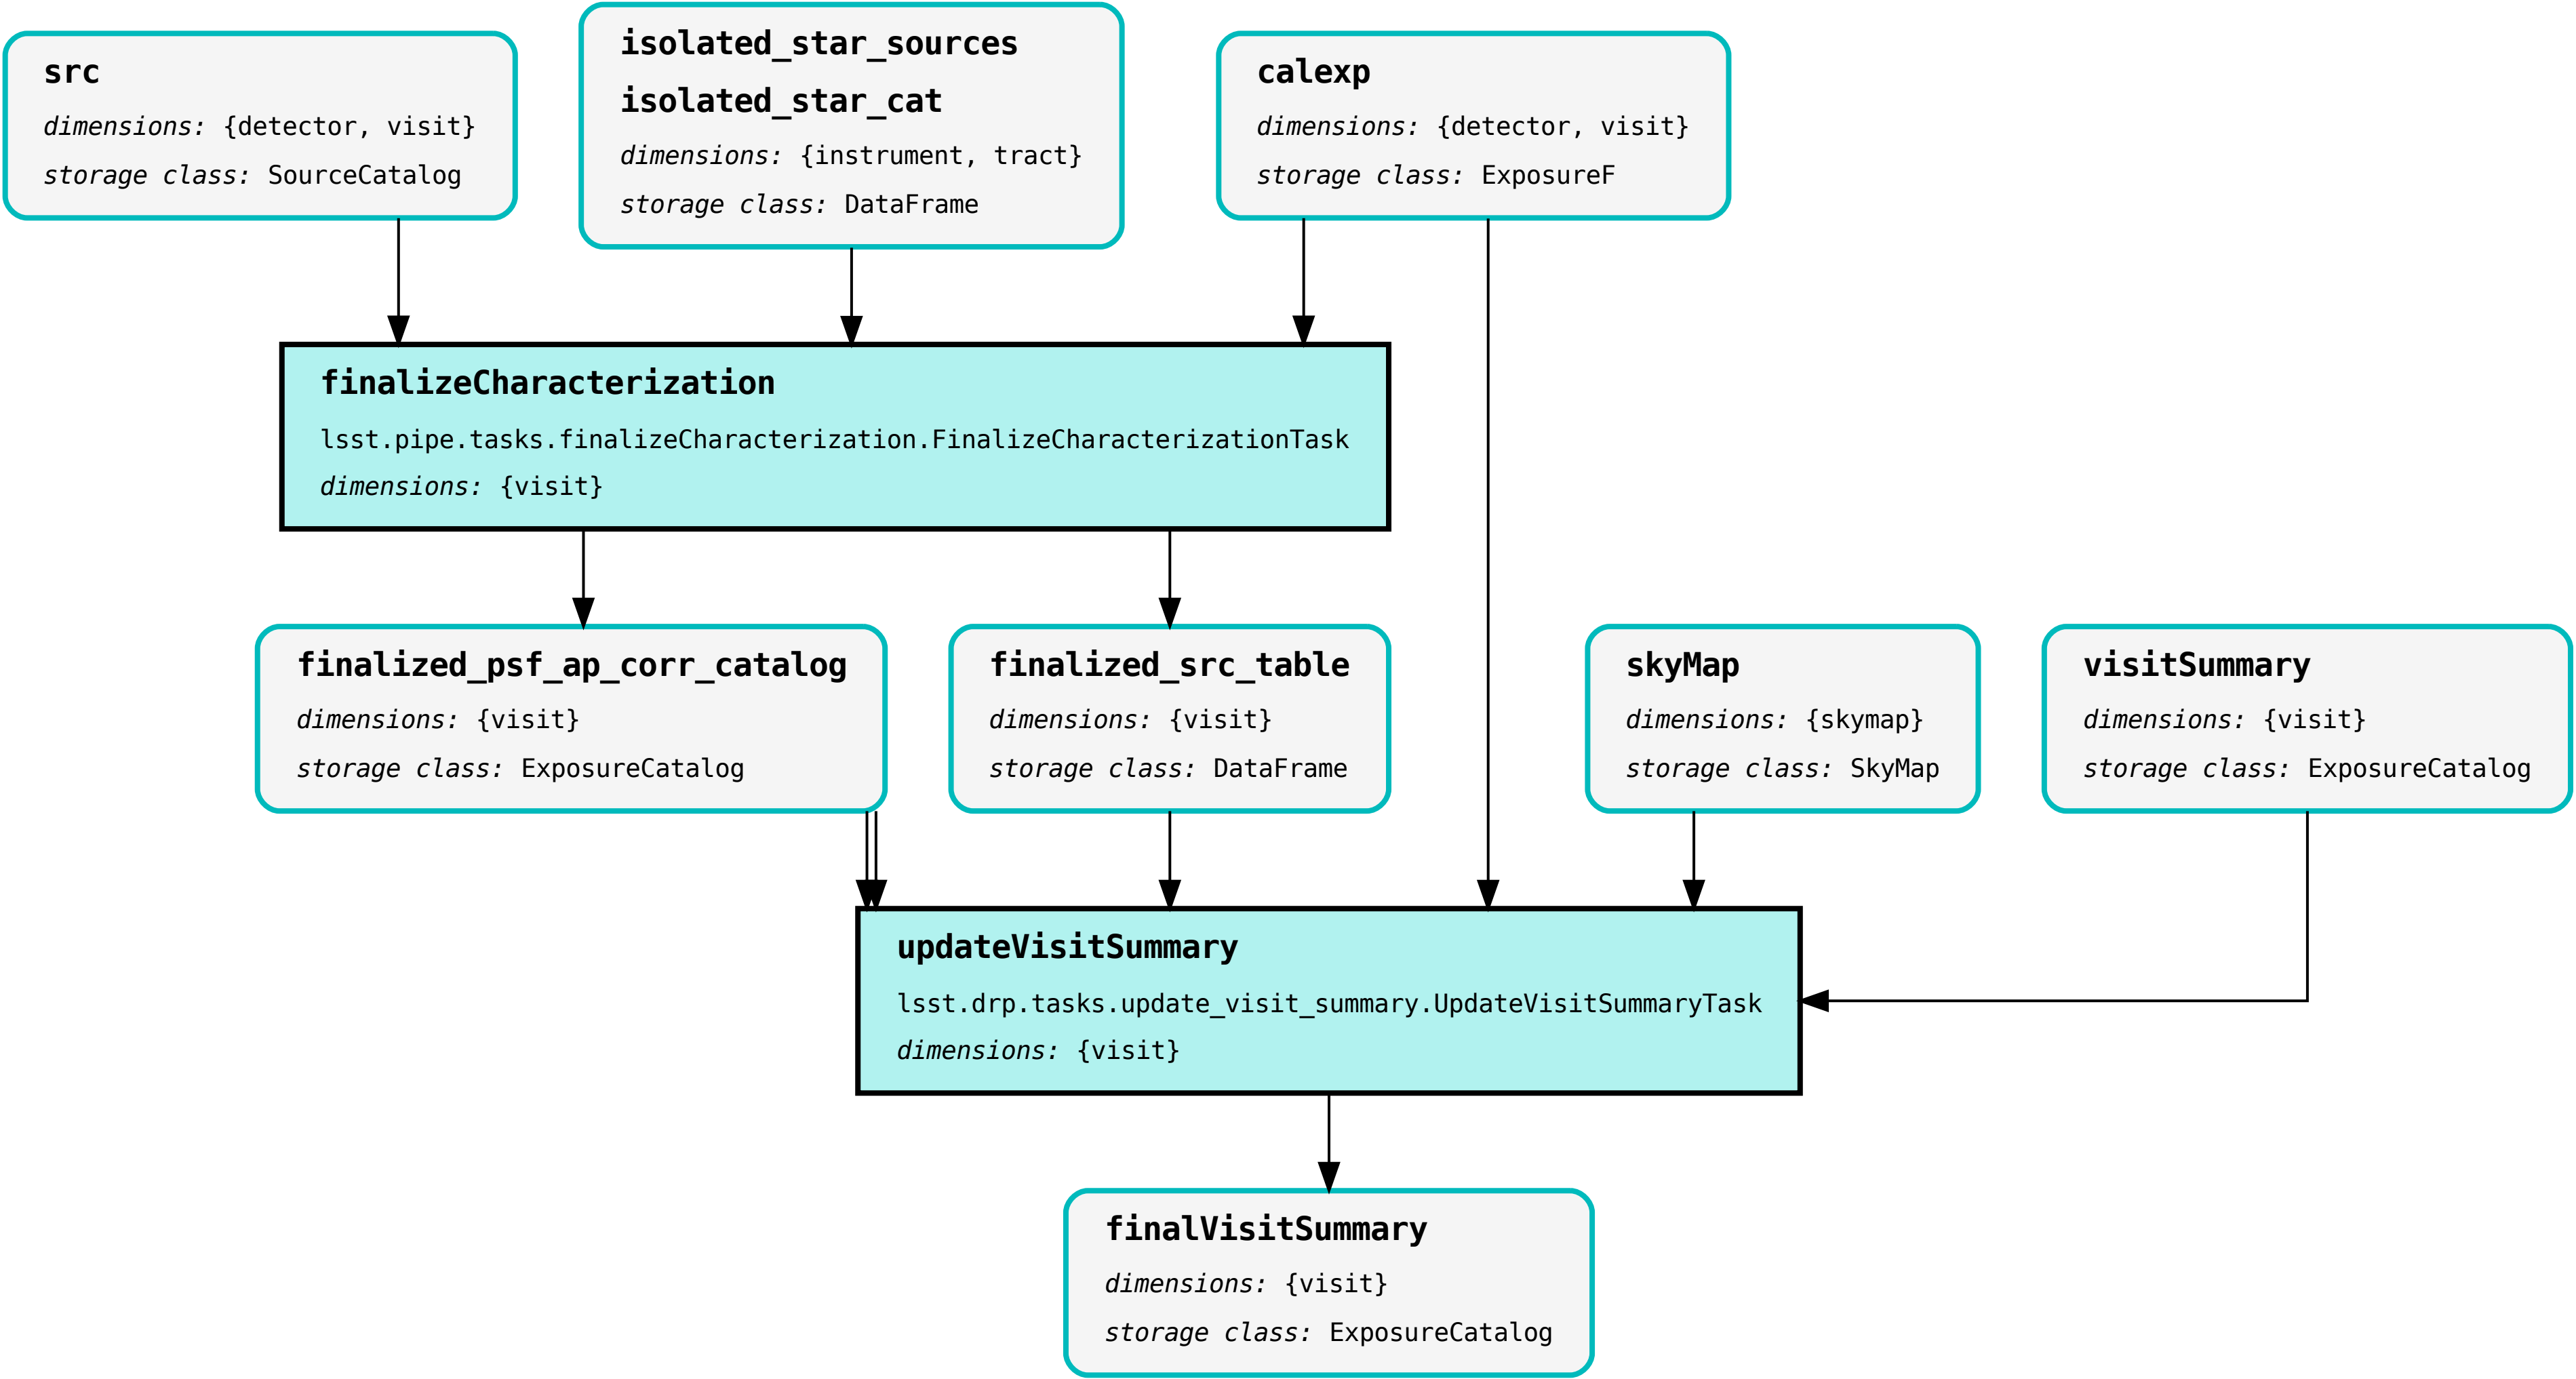 src
dimensions: {detector, visit}
storage class: SourceCatalog
isolated_star_sources
isolated_star_cat
dimensions: {instrument, tract}
storage class: DataFrame
calexp
dimensions: {detector, visit}
storage class: ExposureF
finalizeCharacterization
lsst.pipe.tasks.finalizeCharacterization.FinalizeCharacterizationTask
dimensions: {visit}
finalized_psf_ap_corr_catalog
dimensions: {visit}
storage class: ExposureCatalog
finalized_src_table
dimensions: {visit}
storage class: DataFrame
skyMap
dimensions: {skymap}
storage class: SkyMap
visitSummary
dimensions: {visit}
storage class: ExposureCatalog
updateVisitSummary
lsst.drp.tasks.update_visit_summary.UpdateVisitSummaryTask
dimensions: {visit}
finalVisitSummary
dimensions: {visit}
storage class: ExposureCatalog